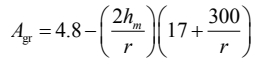 A_gr = 4.8 − (2h_m / r)(17 + 300 / r)